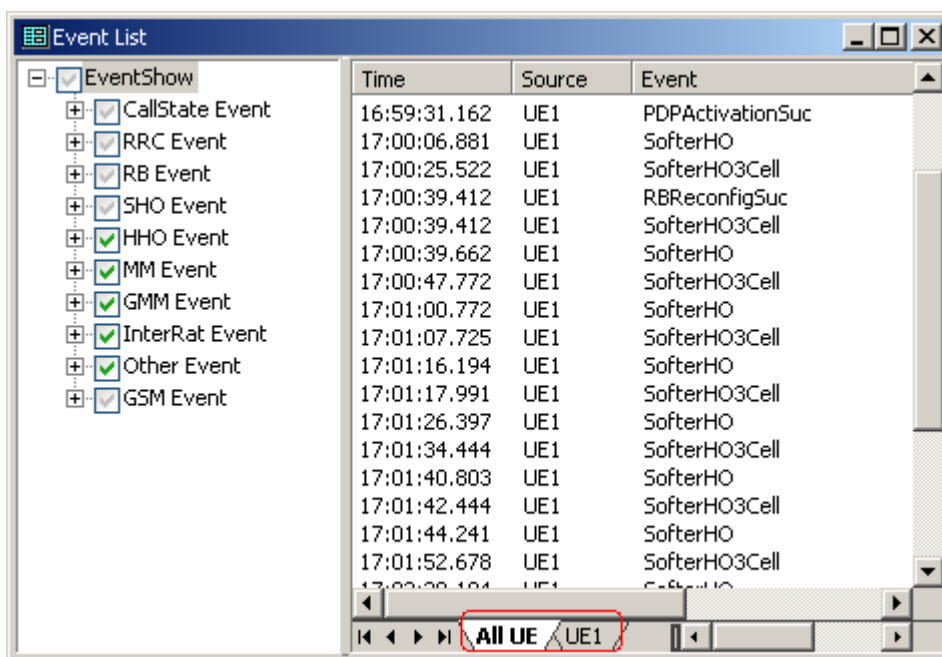 Event List
EventShow
CallState Event
RRC Event
RB Event
SHO Event
HHO Event
MM Event
GMM Event
InterRat Event
Other Event
GSM Event
Time Source Event
16:59:31.162 UE1 PDPActivationSuc
17:00:06.881 UE1 SofterHO
17:00:25.522 UE1 SofterHO3Cell
17:00:39.412 UE1 RBReconfigSuc
17:00:39.412 UE1 SofterHO3Cell
17:00:39.662 UE1 SofterHO
17:00:47.772 UE1 SofterHO3Cell
17:01:00.772 UE1 SofterHO
17:01:07.725 UE1 SofterHO3Cell
17:01:16.194 UE1 SofterHO
17:01:17.991 UE1 SofterHO3Cell
17:01:26.397 UE1 SofterHO
17:01:34.444 UE1 SofterHO3Cell
17:01:40.803 UE1 SofterHO
17:01:42.444 UE1 SofterHO3Cell
17:01:44.241 UE1 SofterHO
17:01:52.678 UE1 SofterHO3Cell
UE1 SofterHO
All UE UE1